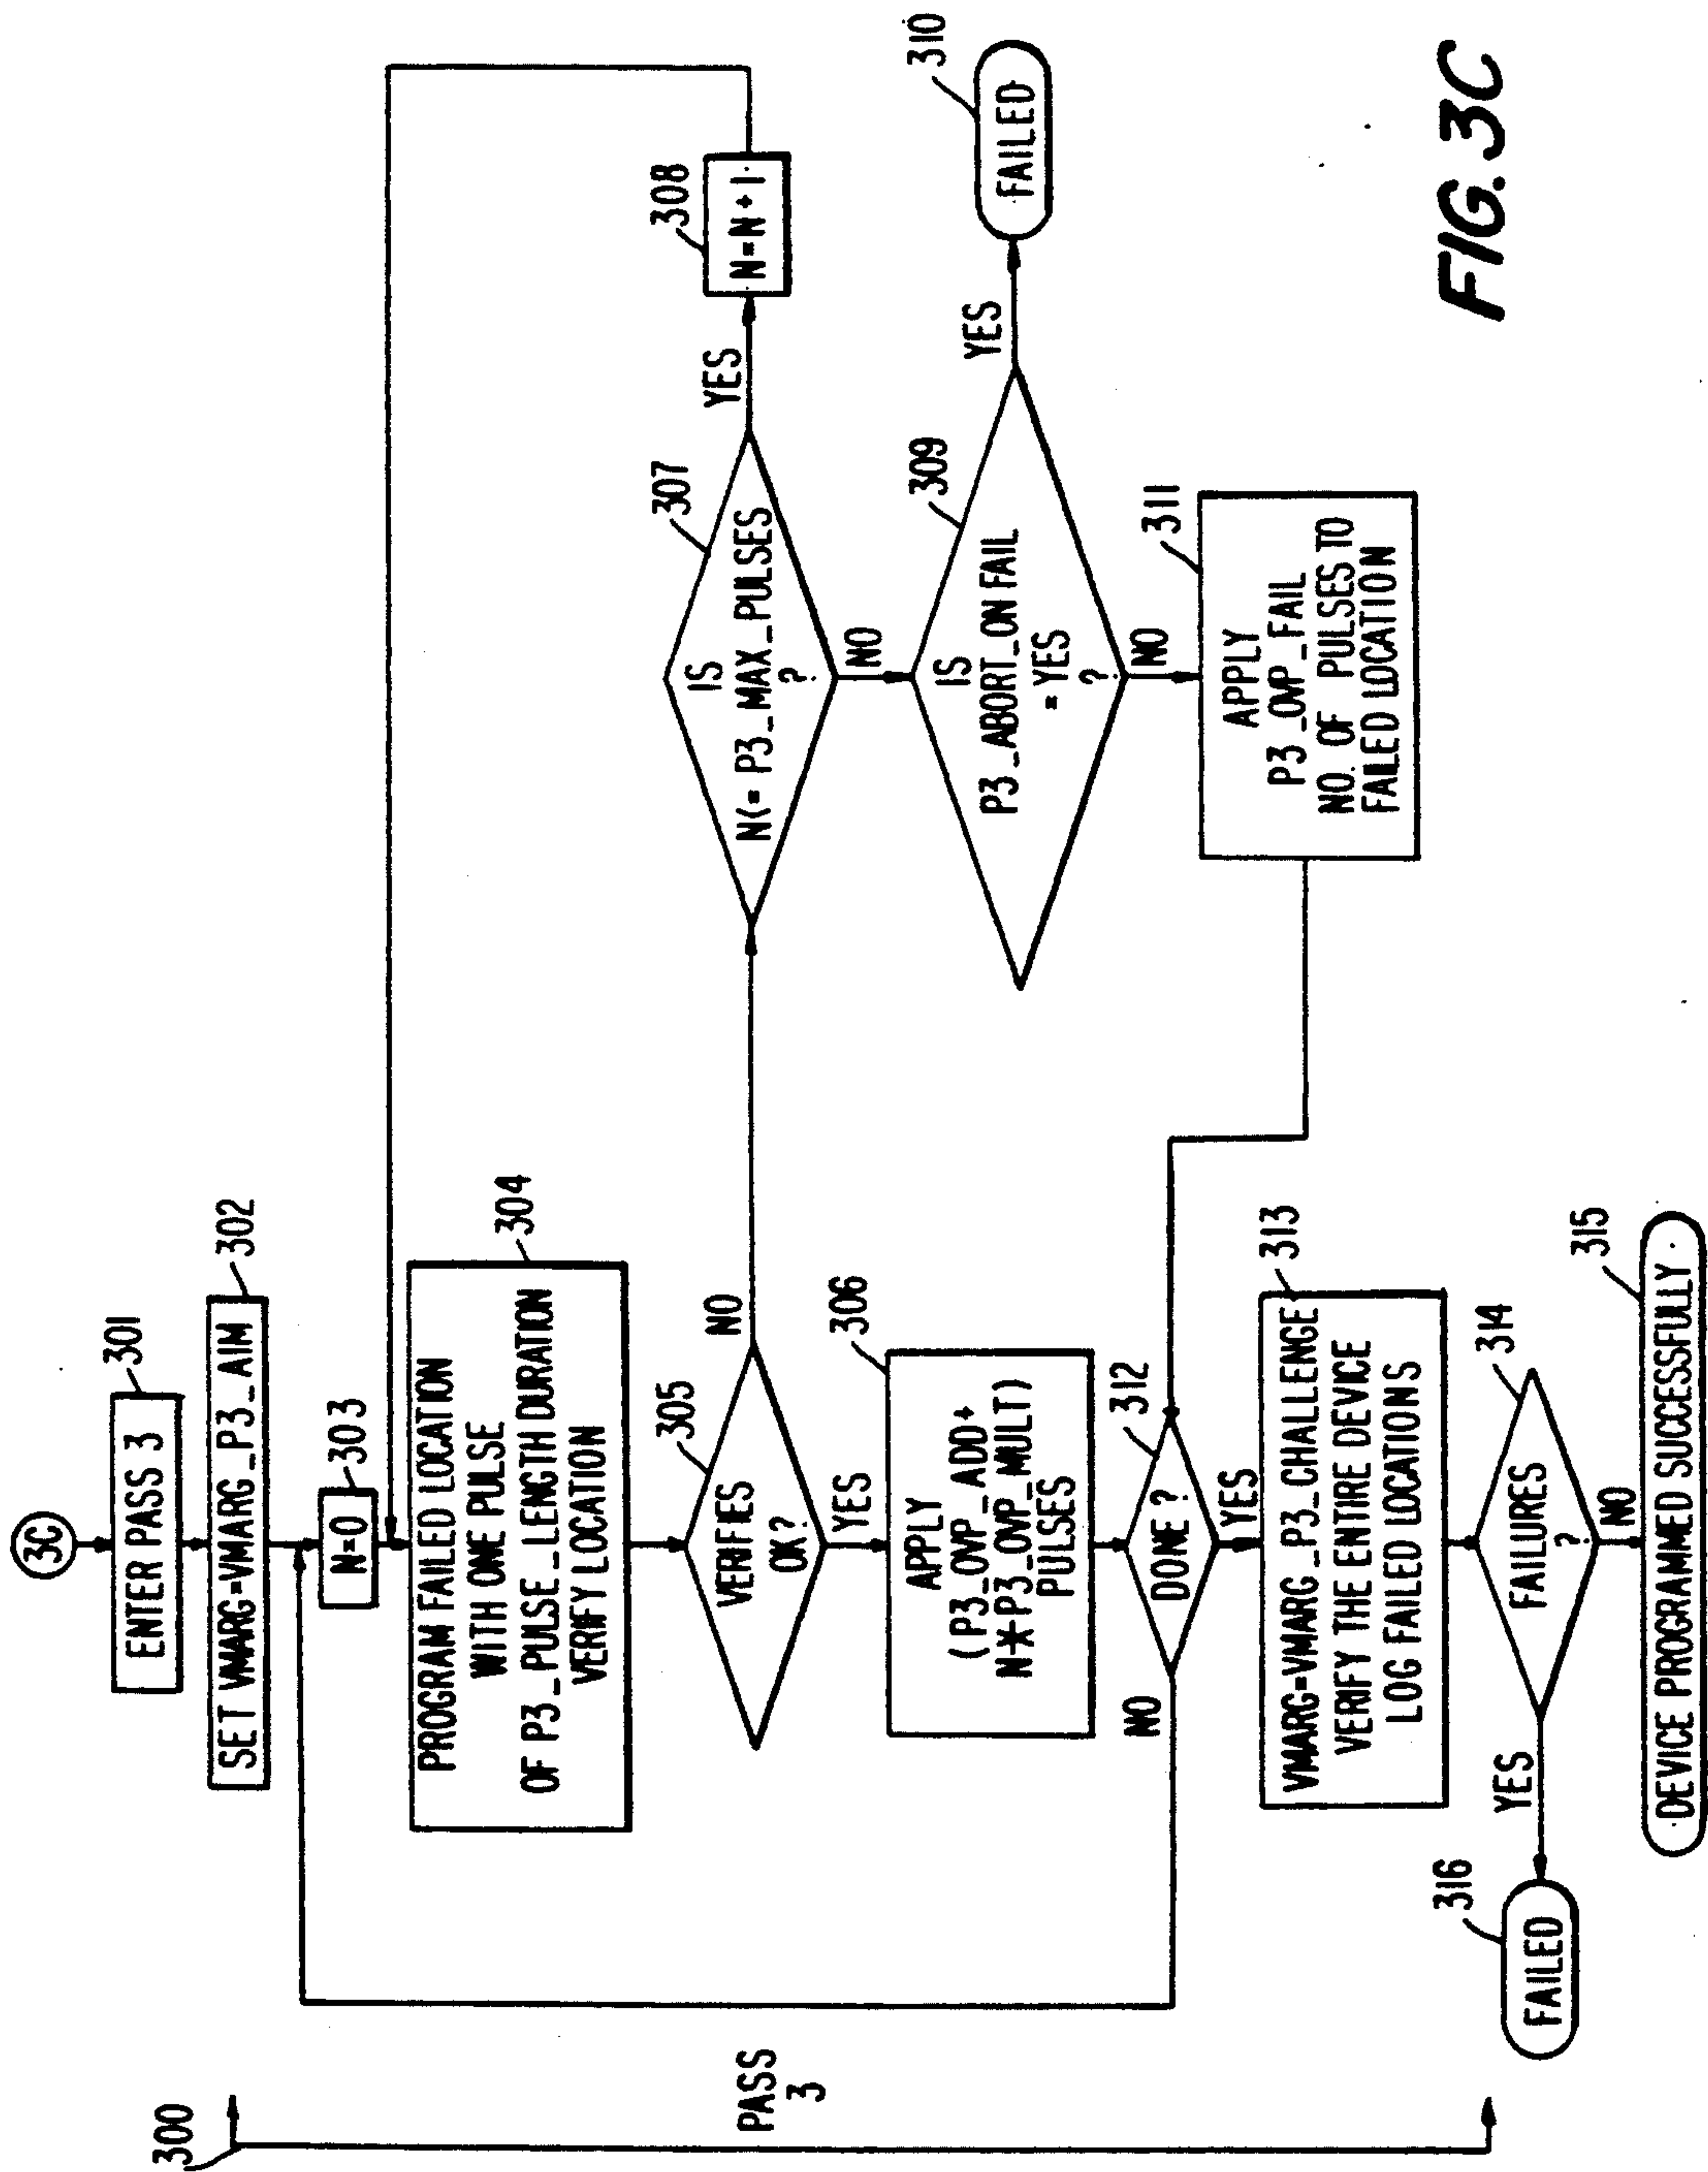 300
PASS
3
3C
301
ENTER PASS 3
302
SET VMARG=VMARG_P3_AIM
303
N=0
304
PROGRAM FAILED LOCATION
WITH ONE PULSE
OF P3_PULSE_LENGTH DURATION
VERIFY LOCATION
305
VERIFIES
OK?
NO
YES
306
APPLY
(P3_OVP_ADD+
N*P3_OVP_MULT)
PULSES
307
IS
N<= P3_MAX_PULSES
?
YES
NO
308
N=N+1
309
IS
P3_ABORT_ON FAIL
= YES
?
YES
NO
310
FAILED
311
APPLY
P3_OVP_FAIL
NO. OF PULSES TO
FAILED LOCATION
312
DONE?
NO
YES
313
VMARG=VMARG_P3_CHALLENGE
VERIFY THE ENTIRE DEVICE
LOG FAILED LOCATIONS
314
FAILURES
?
YES
NO
315
DEVICE PROGRAMMED SUCCESSFULLY
316
FAILED
FIG. 3C